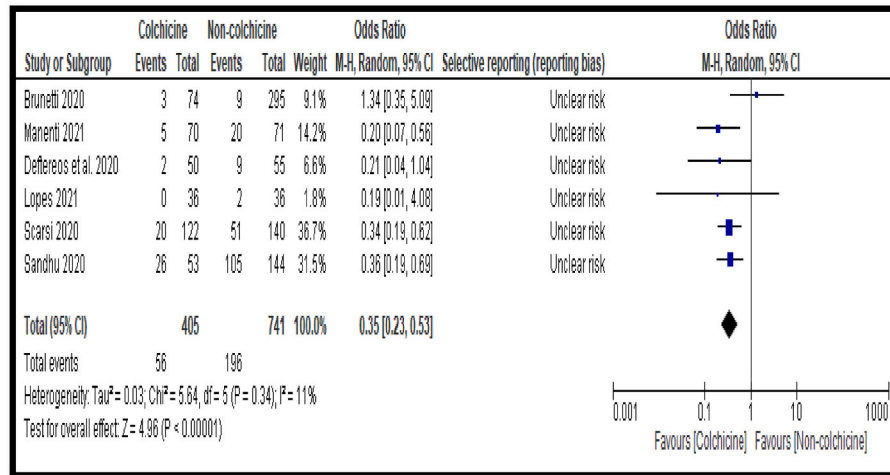 Colchicine Non-colchicine Odds Ratio Odds Ratio
Study or Subgroup Events Total Events Total Weight M-H, Random, 95% CI Selective reporting (reporting bias) M-H, Random, 95% CI
Brunetti 2020 3 74 9 295 9.1% 1.34 [0.35, 5.09] Unclear risk
Manenti 2021 5 70 20 71 14.2% 0.20 [0.07, 0.56] Unclear risk
Deftereos et al. 2020 2 50 9 55 6.6% 0.21 [0.04, 1.04] Unclear risk
Lopes 2021 0 36 2 36 1.8% 0.19 [0.01, 4.08] Unclear risk
Scarsi 2020 20 122 51 140 36.7% 0.34 [0.19, 0.62] Unclear risk
Sandhu 2020 26 53 105 144 31.5% 0.36 [0.19, 0.69] Unclear risk
Total (95% CI) 405 741 100.0% 0.35 [0.23, 0.53]
Total events 56 196
Heterogeneity: Tau² = 0.03; Chi² = 5.64, df = 5 (P = 0.34); I² = 11%
Test for overall effect: Z = 4.96 (P < 0.00001)
0.001 0.1 1 10 1000
Favours [Colchicine] Favours [Non-colchicine]